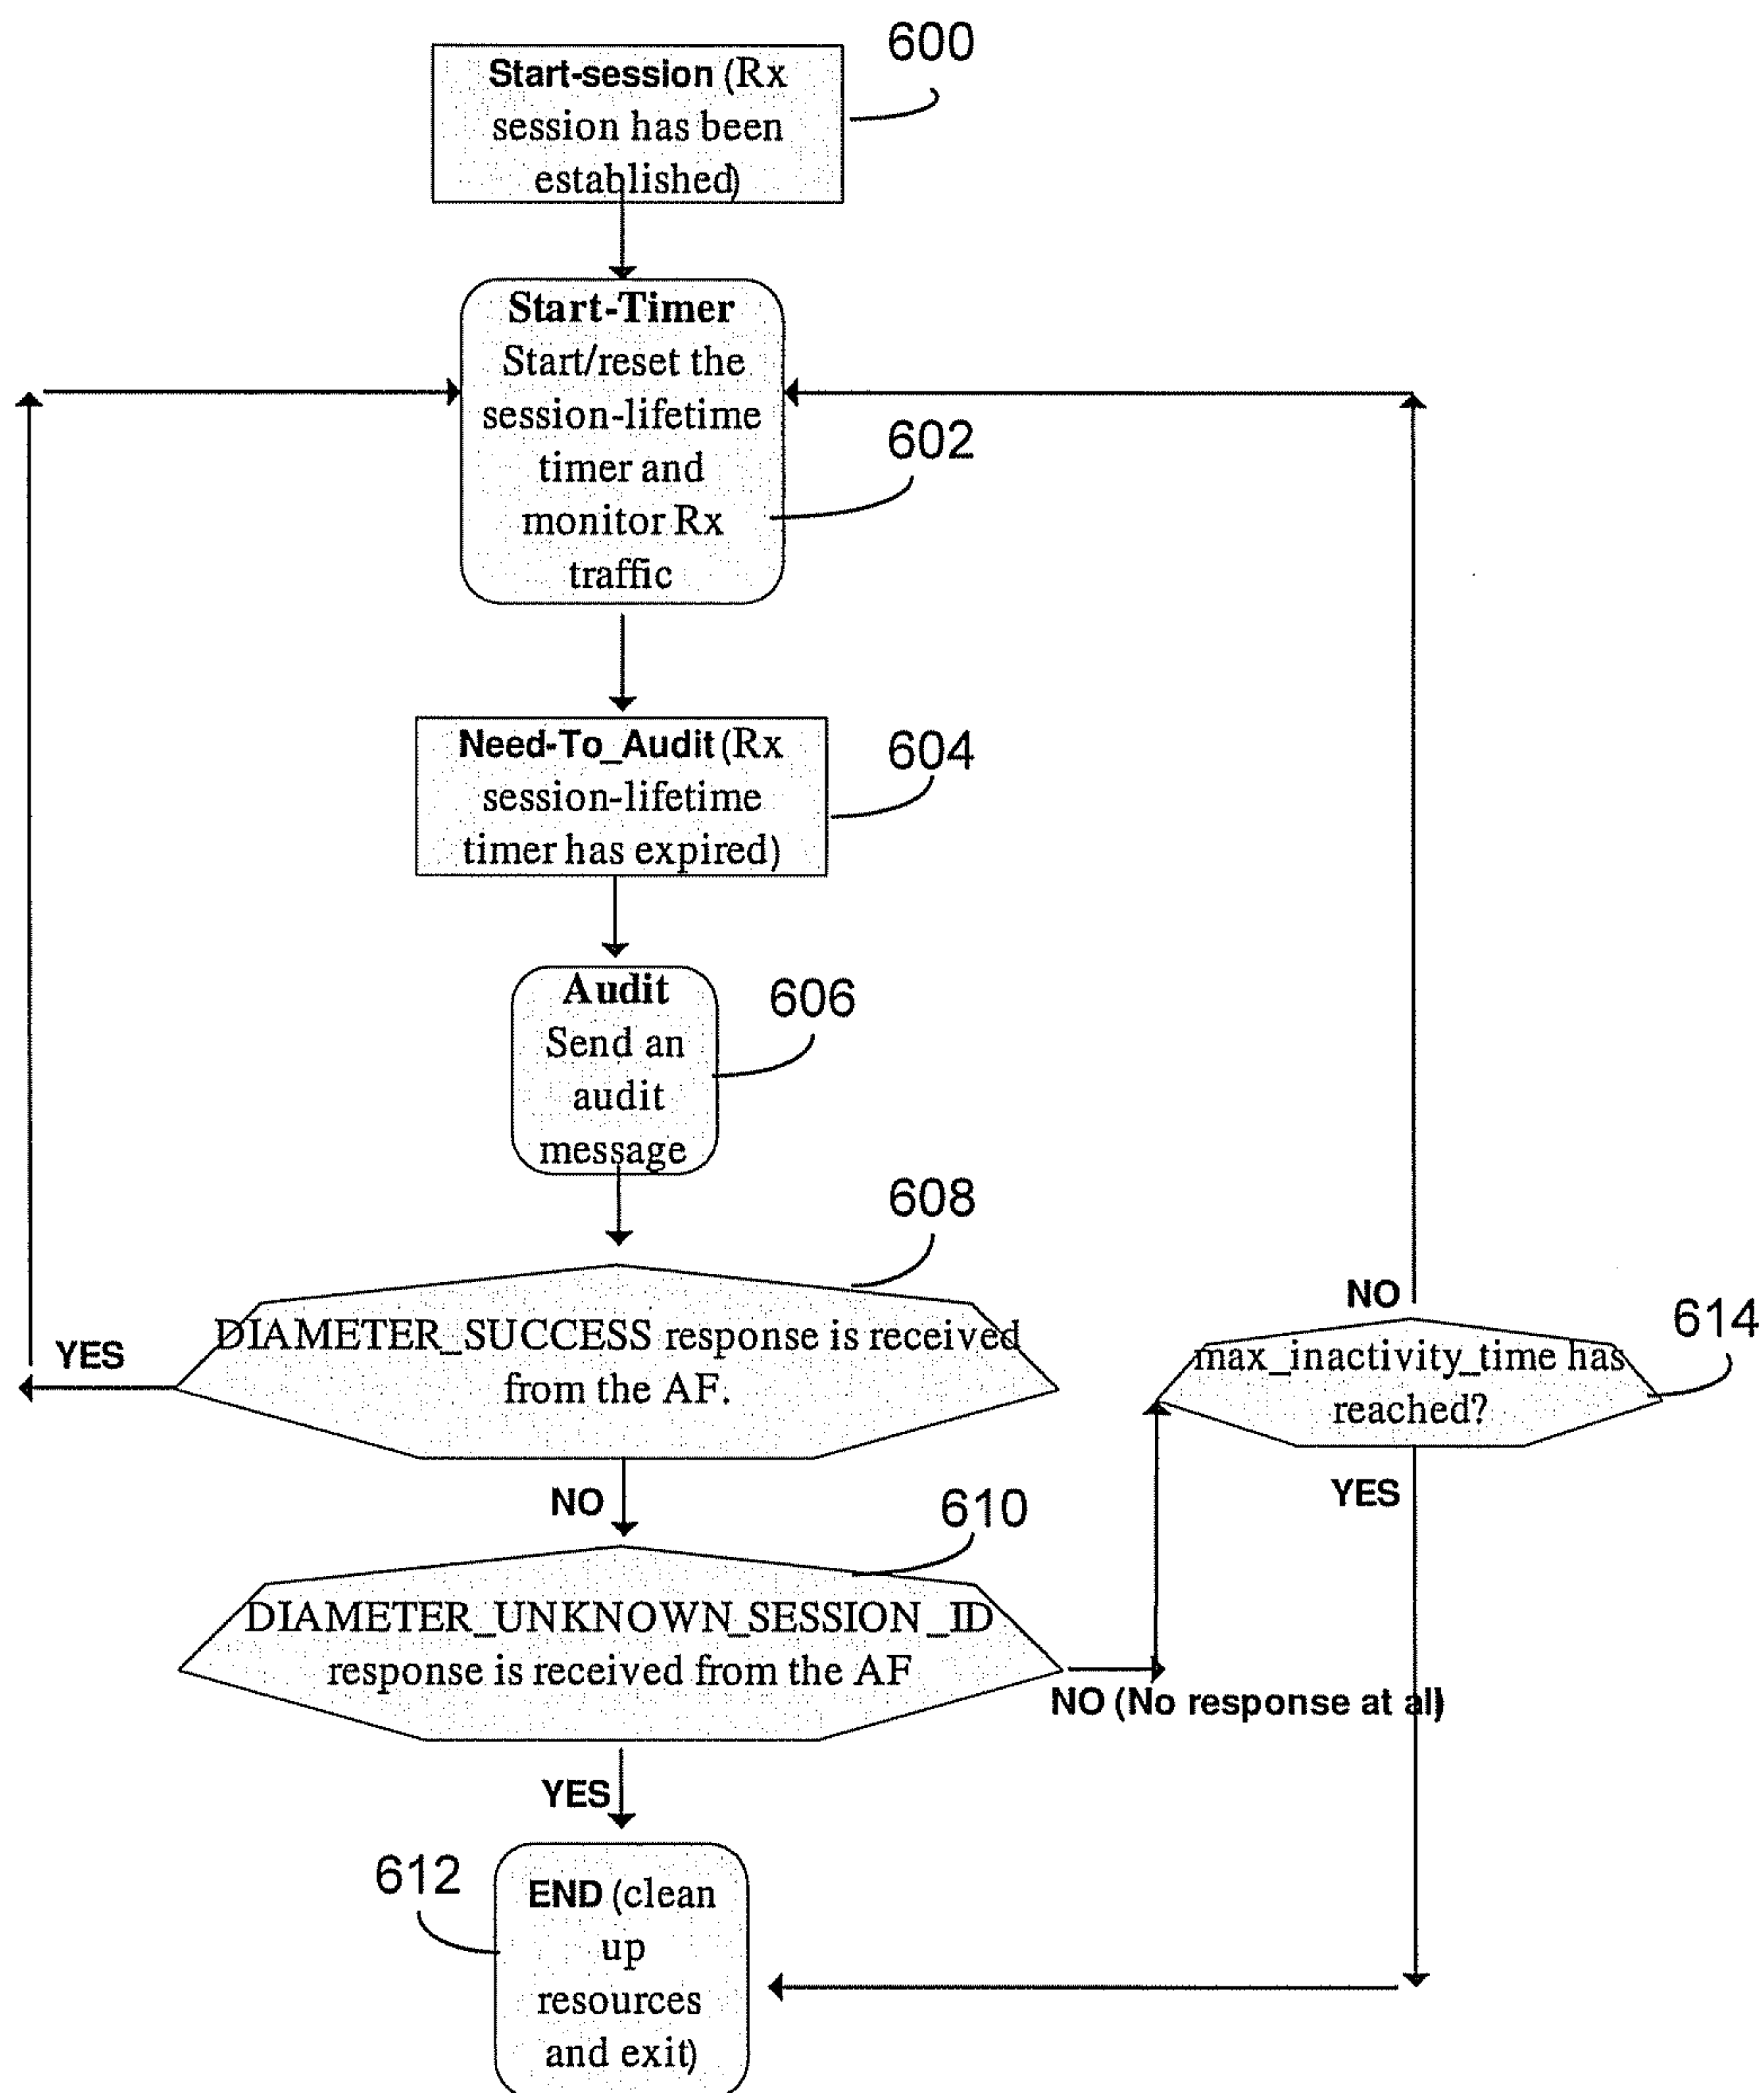 600
Start-session (Rx
session has been
established)
Start-Timer
Start/reset the
session-lifetime
timer and
monitor Rx
traffic
602
Need-To_Audit (Rx
session-lifetime
timer has expired)
604
Audit
Send an
audit
message
606
608
DIAMETER_SUCCESS response is received
from the AF.
YES
NO
NO
614
max_inactivity_time has
reached?
YES
610
DIAMETER_UNKNOWN_SESSION_ID
response is received from the AF
NO (No response at al)
YES
612
END (clean
up
resources
and exit)